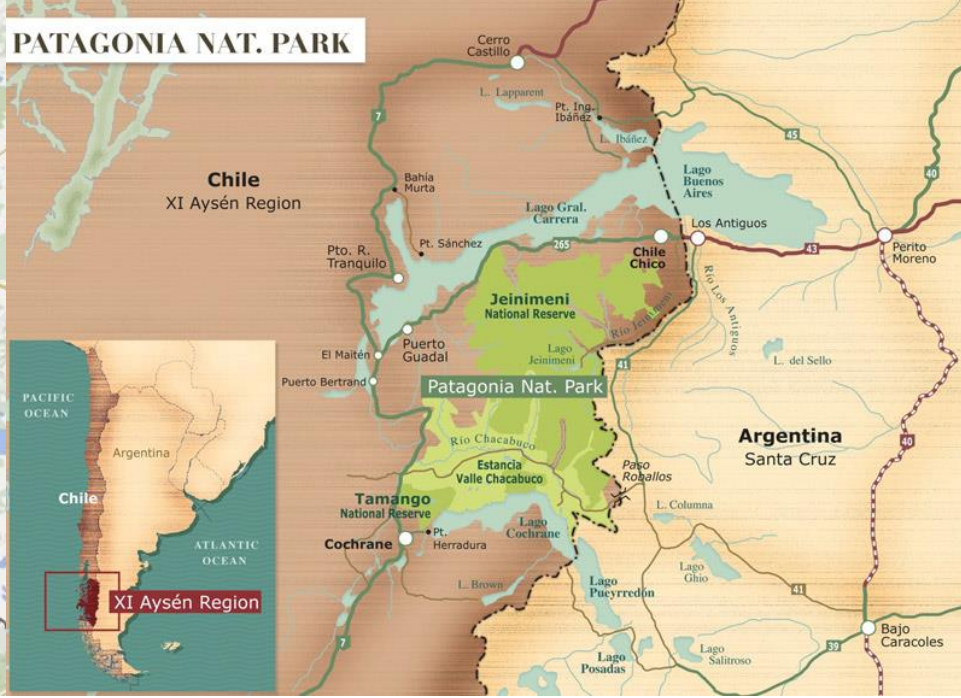 PATAGONIA NAT. PARK
Cerro
Castillo
L. Lapparent
Pt. Ing.
Ibáñez
L. Ibáñez
7
45
40
Chile
XI Aysén Region
Bahía
Murta
Lago
Buenos
Aires
Lago Gral.
Carrera
Pt. Sánchez
Pto. R.
Tranquilo
265
Chile
Chico
Los Antiguos
43
Perito
Moreno
Jeinimeni
National Reserve
Río Jeinimeni
Río Los Antiguos
Puerto
Guadal
El Maitén
Lago
Jeinimeni
41
L. del Sello
Puerto Bertrand
Patagonia Nat. Park
Río Chacabuco
Argentina
Santa Cruz
40
Estancia
Valle Chacabuco
Paso
Roballos
Tamango
National Reserve
L. Columna
Lago
Cochrane
Cochrane
Pt.
Herradura
Lago
Ghio
L. Brown
Lago
Pueyrredón
41
7
Bajo
Caracoles
39
Lago
Posadas
Lago
Salitroso
PACIFIC
OCEAN
Argentina
Chile
ATLANTIC
OCEAN
XI Aysén Region